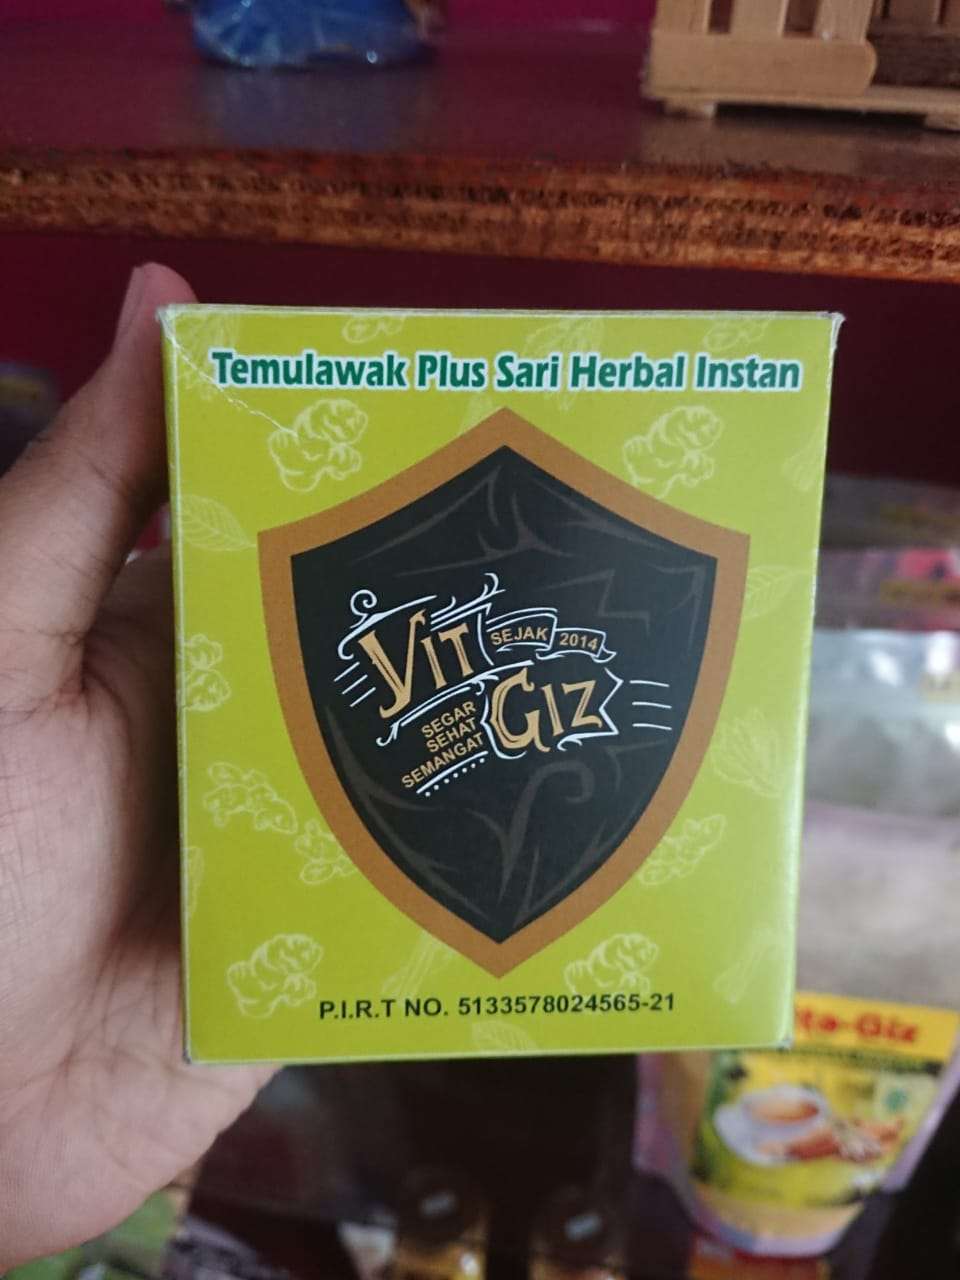 Temulawak Plus Sari Herbal Instan
VIT
SEJAK 2014
GIZ
SEGAR
SEHAT
SEMANGAT
P.I.R.T NO. 5133578024565-21